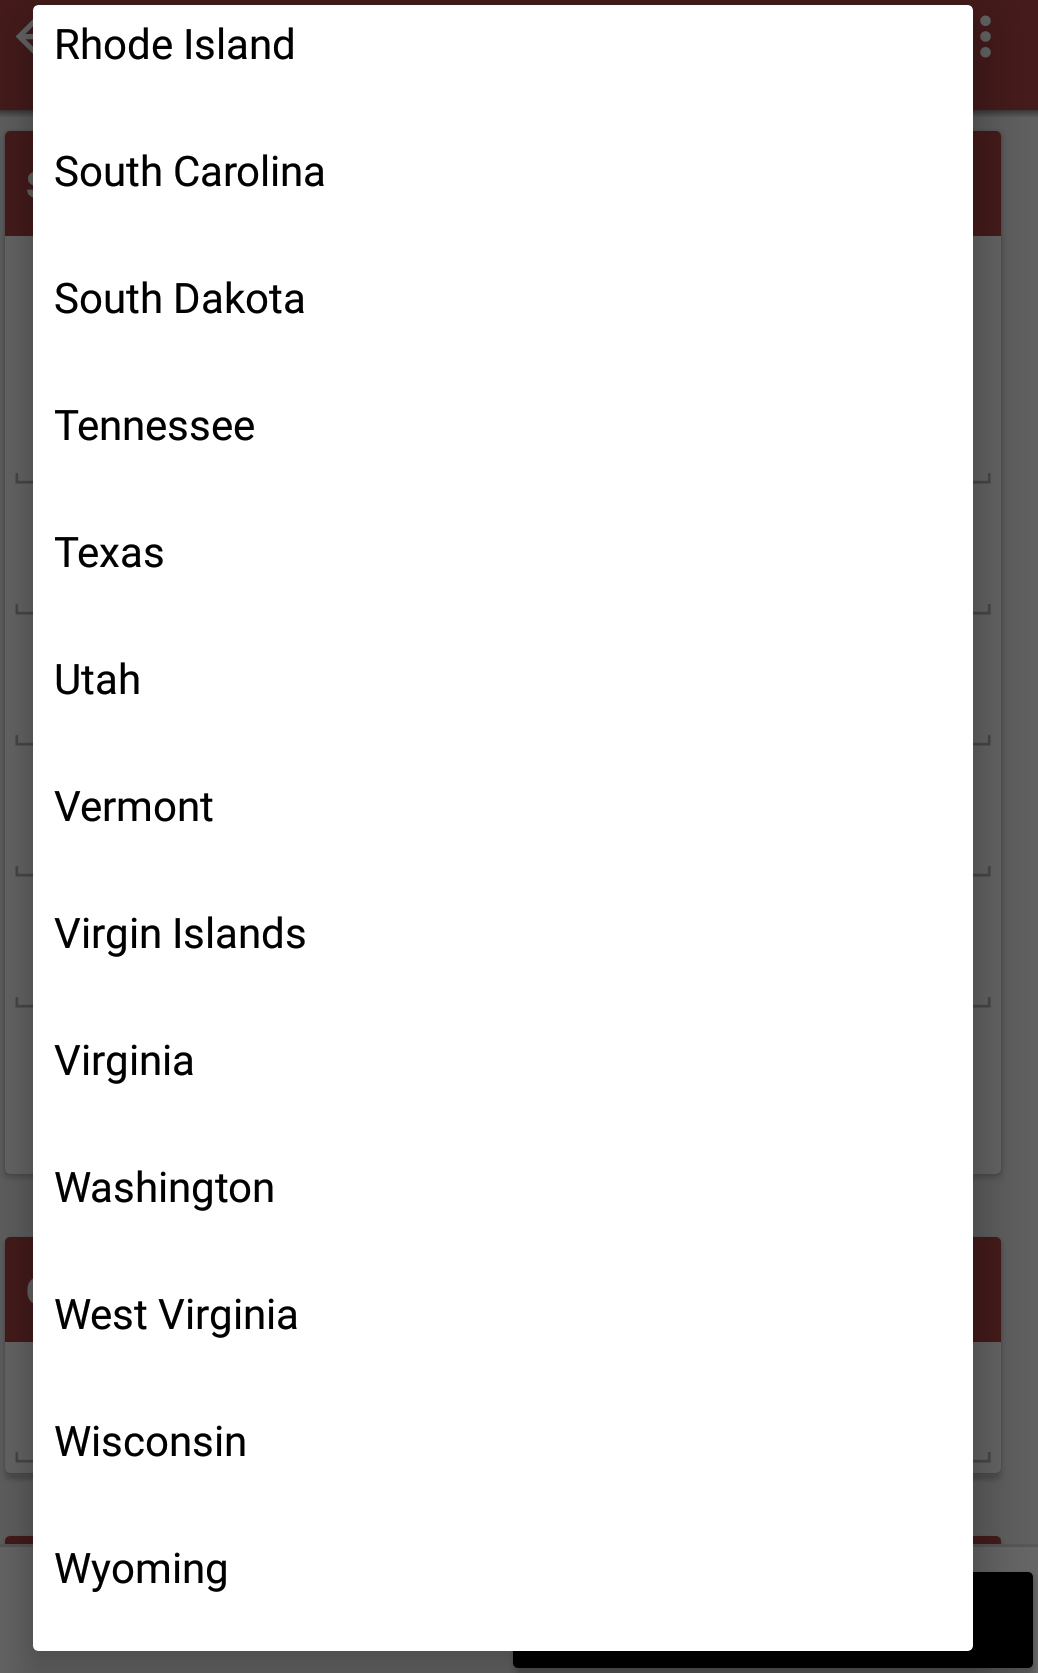 Rhode Island
South Carolina
South Dakota
Tennessee
Texas
Utah
Vermont
Virgin Islands
Virginia
Washington
West Virginia
Wisconsin
Wyoming